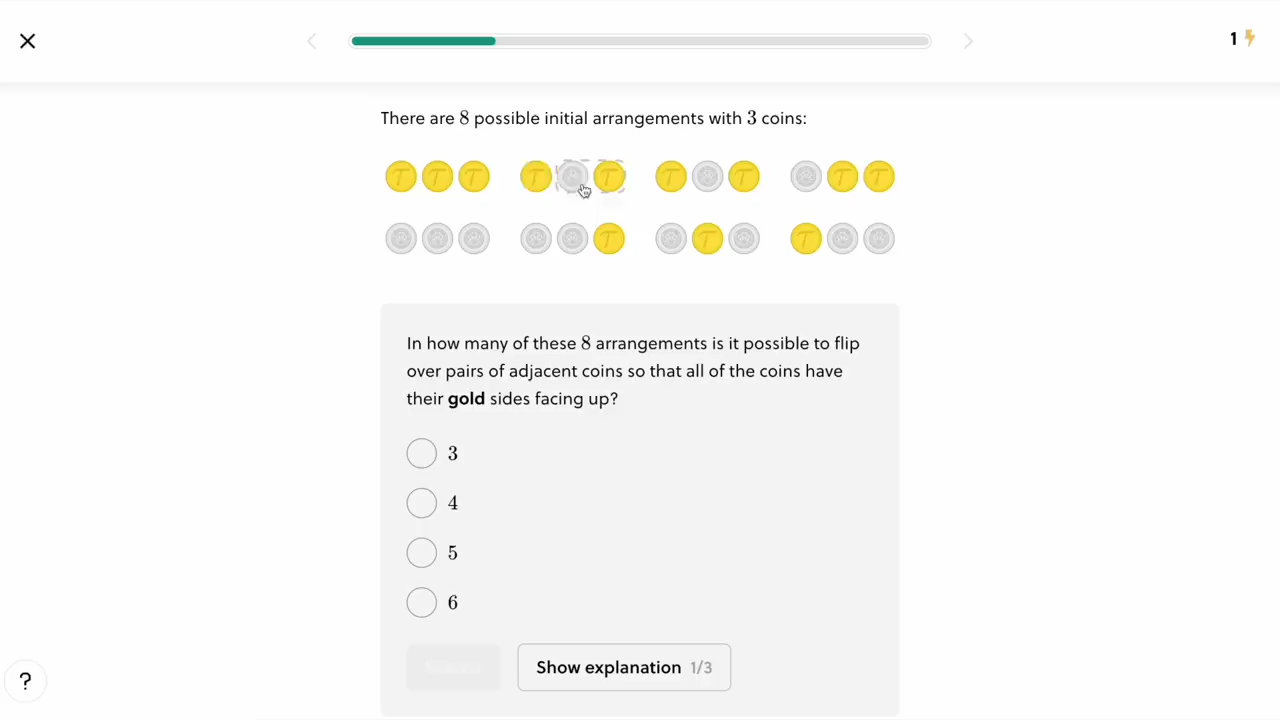 1
There are 8 possible initial arrangements with 3 coins:
T T T T T T T T T
T T T
In how many of these 8 arrangements is it possible to flip
over pairs of adjacent coins so that all of the coins have
their gold sides facing up?
3
4
5
6
Show explanation 1/3
?